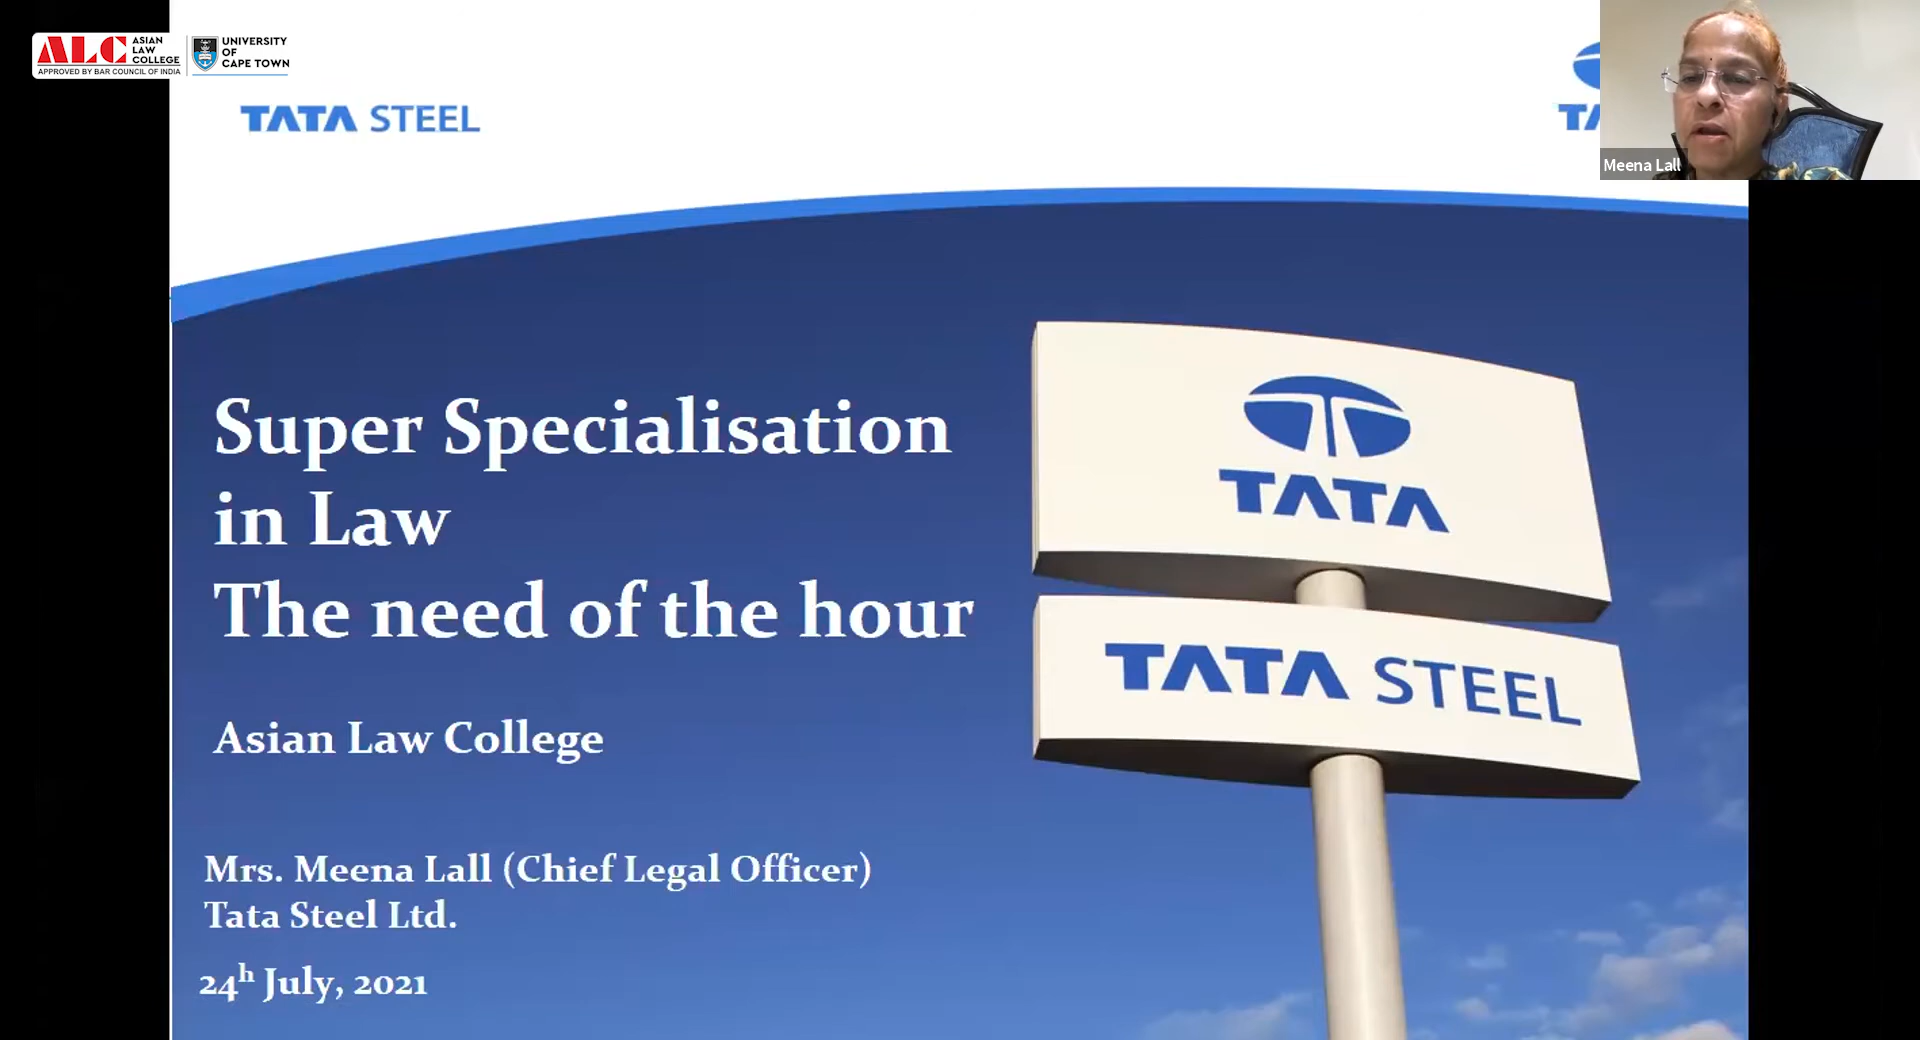 ALC ASIAN
LAW
COLLEGE
APPROVED BY BAR COUNCIL OF INDIA
UNIVERSITY
OF
CAPE TOWN
TATA STEEL
Meena Lall
Super Specialisation
in Law
The need of the hour
Asian Law College
Mrs. Meena Lall (Chief Legal Officer)
Tata Steel Ltd.
24h July, 2021
TATA
TATA STEEL